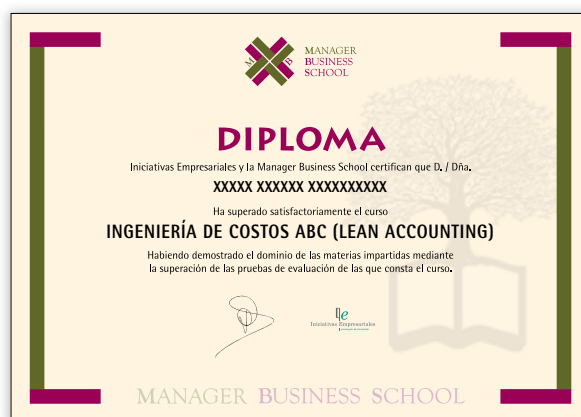 M B
MANAGER
BUSINESS
SCHOOL
DIPLOMA
Iniciativas Empresariales y la Manager Business School certifican que D. / Dña.
XXXXX XXXXXX XXXXXXXXXX
Ha superado satisfactoriamente el curso
INGENIERÍA DE COSTOS ABC (LEAN ACCOUNTING)
Habiendo demostrado el dominio de las materias impartidas mediante
la superación de las pruebas de evaluación de las que consta el curso.
Iniciativas Empresariales
MANAGER BUSINESS SCHOOL